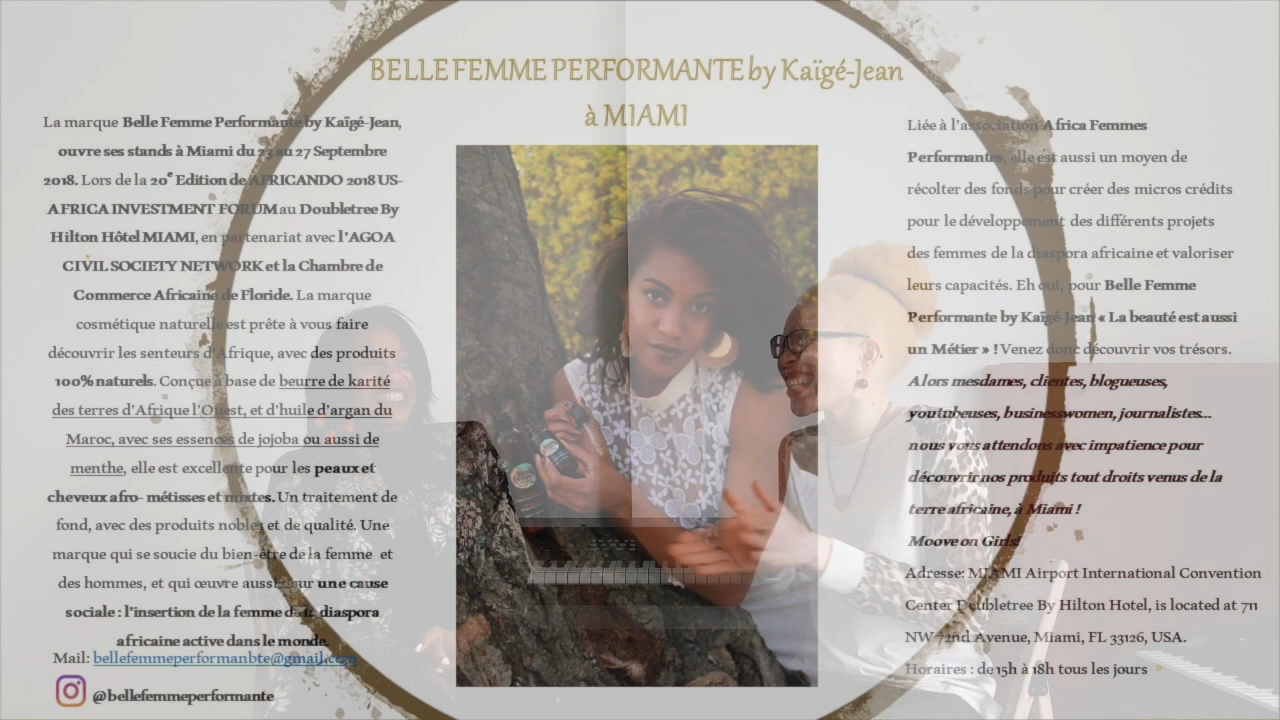 BELLE FEMME PERFORMANTE by Kaïgé-Jean
à MIAMI
La marque Belle Femme Performante by Kaïgé-Jean,
ouvre ses stands à Miami du 23 au 27 Septembre
2018. Lors de la 20e Edition de AFRICANDO 2018 US-
AFRICA INVESTMENT FORUM au Doubletree By
Hilton Hôtel MIAMI, en partenariat avec l'AGOA
CIVIL SOCIETY NETWORK et la Chambre de
Commerce Africaine de Floride. La marque
cosmétique naturelle est prête à vous faire
découvrir les senteurs d'Afrique, avec des produits
100% naturels. Conçue à base de beurre de karité
des terres d'Afrique l'Ouest, et d'huile d'argan du
Maroc, avec ses essences de jojoba ou aussi de
menthe, elle est excellente pour les peaux et
cheveux afro- métisses et mixtes. Un traitement de
fond, avec des produits nobles et de qualité. Une
marque qui se soucie du bien-être de la femme et
des hommes, et qui œuvre aussi pour une cause
sociale : l'insertion de la femme de la diaspora
africaine active dans le monde.
Mail: bellefemmeperformanbte@gmail.com
@bellefemmeperformante
Liée à l'association Africa Femmes
Performantes, elle est aussi un moyen de
récolter des fonds pour créer des micros crédits
pour le développement des différents projets
des femmes de la diaspora africaine et valoriser
leurs capacités. Eh oui, pour Belle Femme
Performante by Kaïgé-Jean « La beauté est aussi
un Métier » ! Venez donc découvrir vos trésors.
Alors mesdames, clientes, blogueuses,
youtubeuses, businesswomen, journalistes...
nous vous attendons avec impatience pour
découvrir nos produits tout droits venus de la
terre africaine, à Miami !
Moove on Girls!
Adresse: MIAMI Airport International Convention
Center Doubletree By Hilton Hotel, is located at 711
NW 72nd Avenue, Miami, FL 33126, USA.
Horaires : de 15h à 18h tous les jours